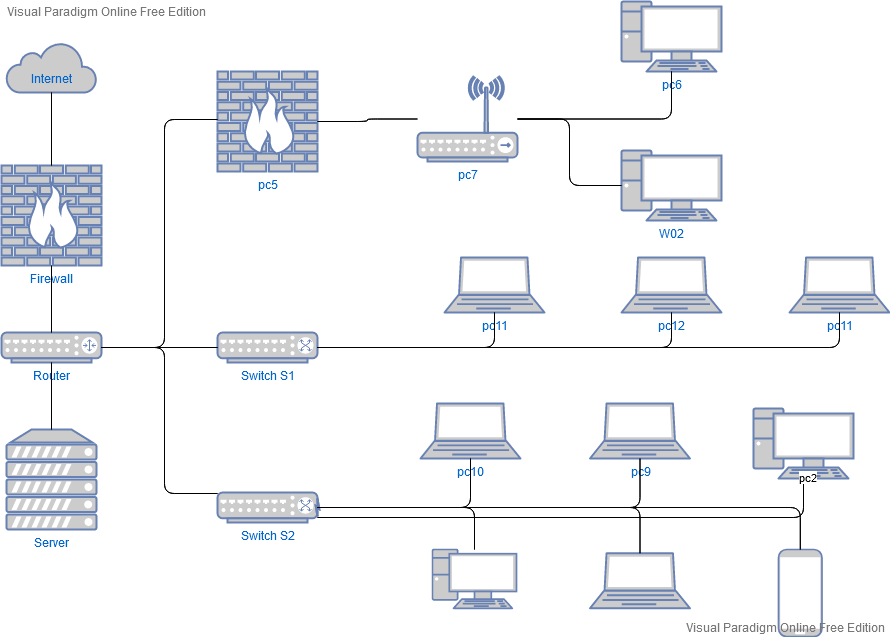 Visual Paradigm Online Free Edition
Internet
pc6
pc5
pc7
W02
Firewall
pc11
pc12
pc11
Router
Switch S1
pc10
pc9
pc2
Server
Switch S2
Visual Paradigm Online Free Edition